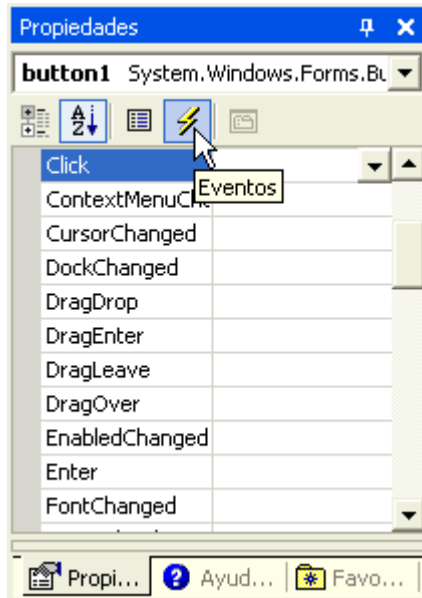 Propiedades
button1 System.Windows.Forms.Bu
Click
Eventos
ContextMenuCh
CursorChanged
DockChanged
DragDrop
DragEnter
DragLeave
DragOver
EnabledChanged
Enter
FontChanged
Propi... Ayud... Favo...